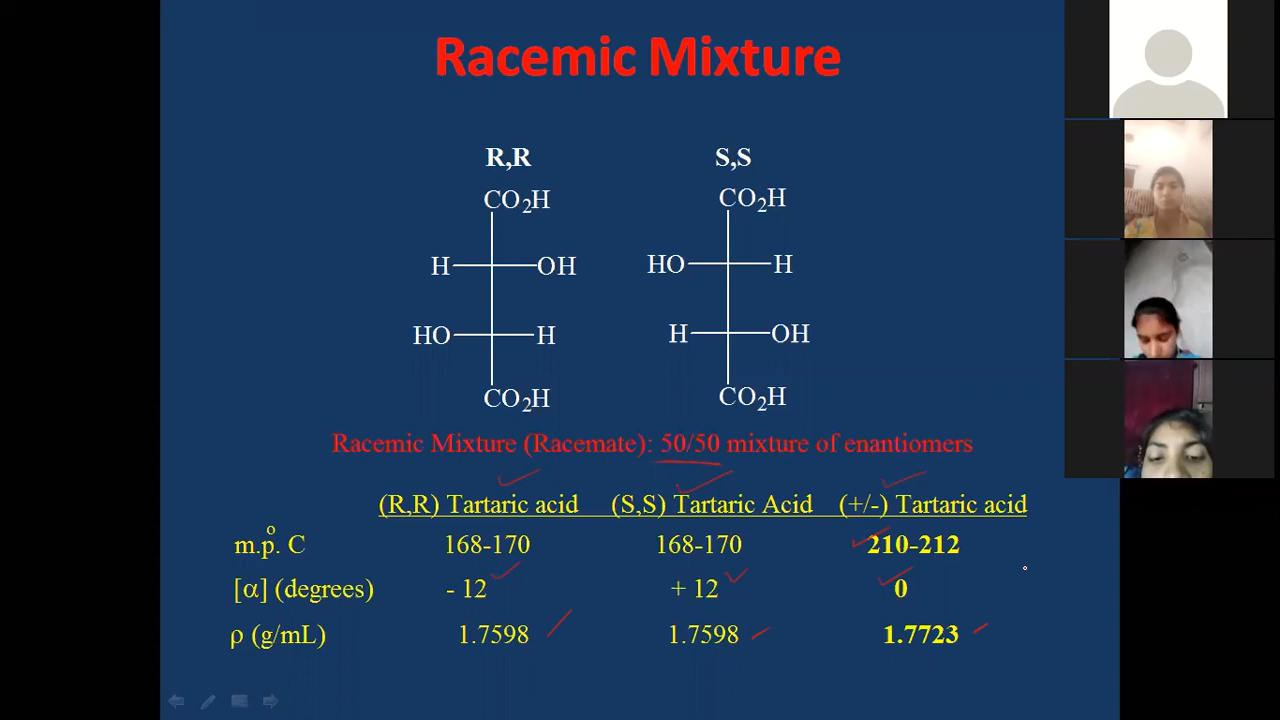 Racemic Mixture
R,R S,S
CO2H CO2H
H OH HO H
HO H H OH
CO2H CO2H
Racemic Mixture (Racemate): 50/50 mixture of enantiomers
(R,R) Tartaric acid (S,S) Tartaric Acid (+/-) Tartaric acid
m.p. oC 168-170 168-170 210-212
[α] (degrees) - 12 + 12 0
ρ (g/mL) 1.7598 1.7598 1.7723